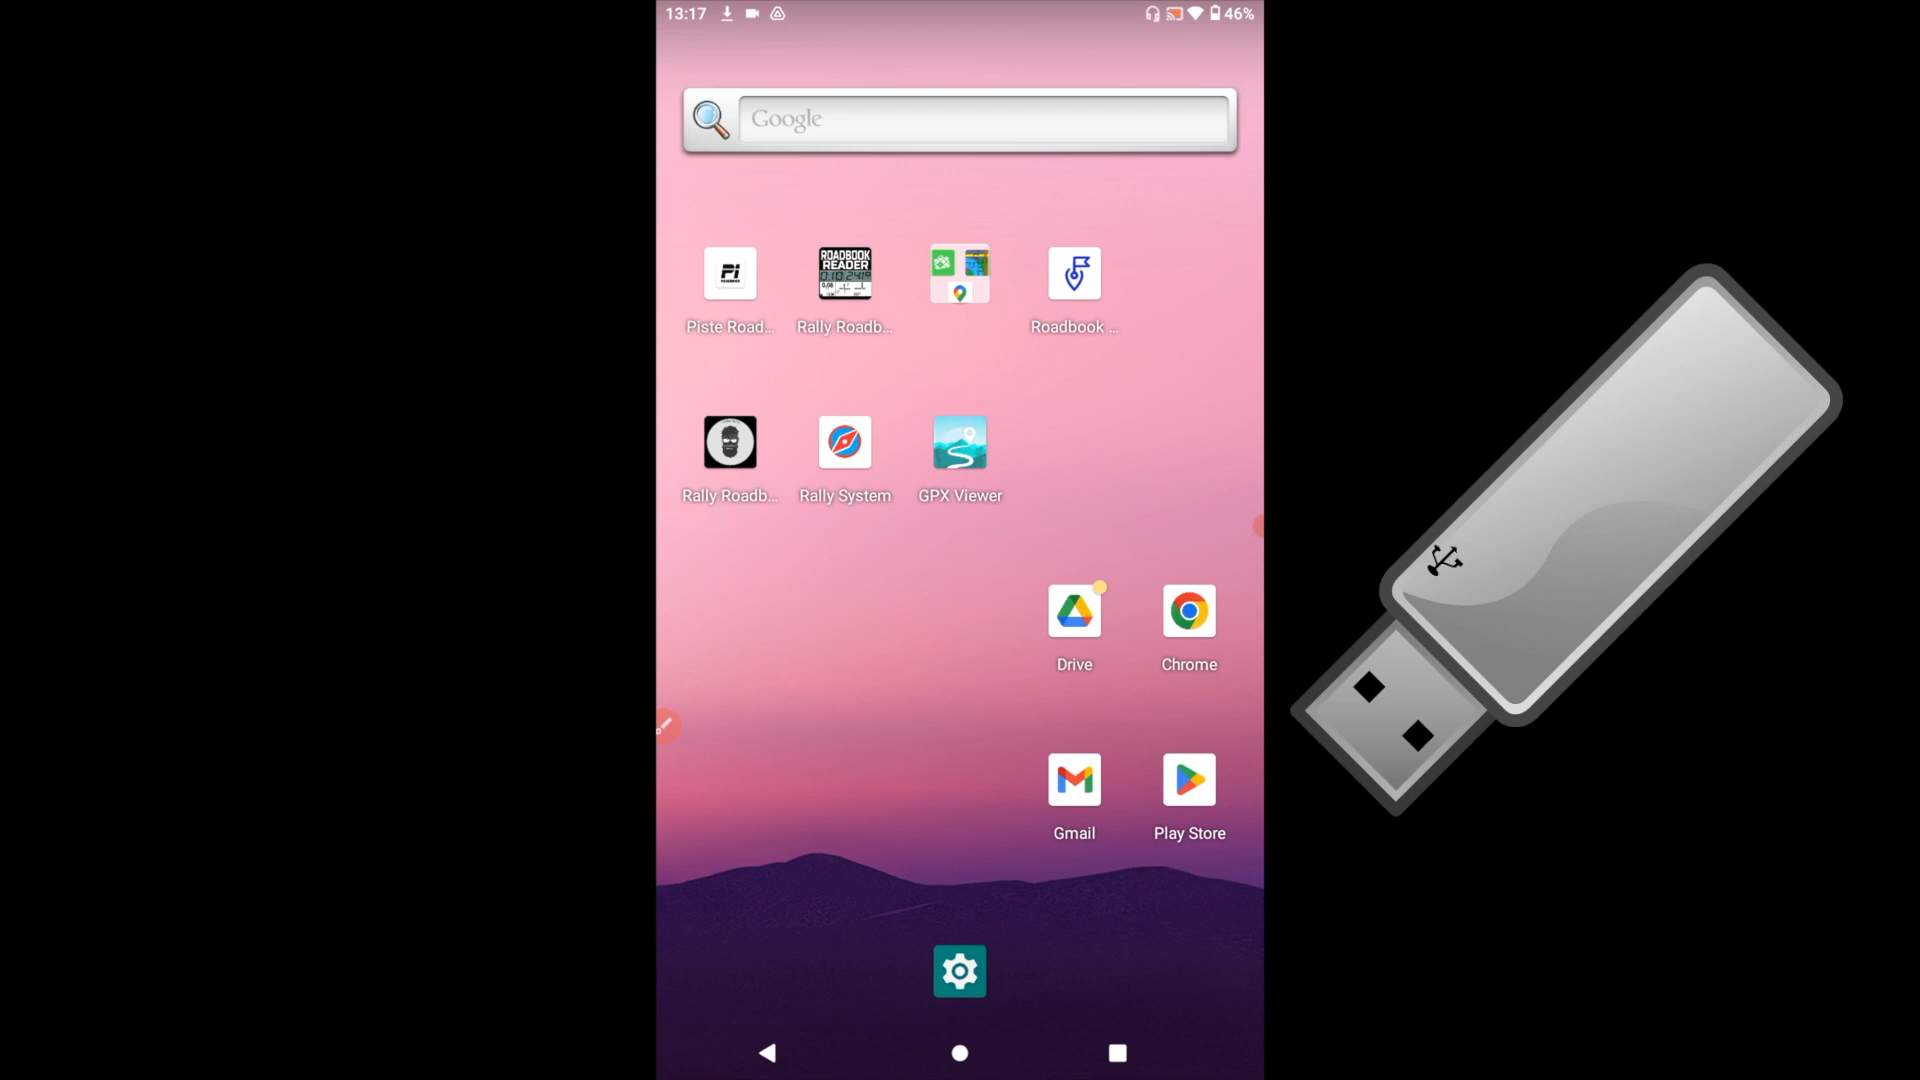 13:17
46%
Google
Pi
ROADBOOK
READER
Piste Road...
Rally Roadb...
Roadbook ...
Rally Roadb...
Rally System
GPX Viewer
Drive
Chrome
Gmail
Play Store